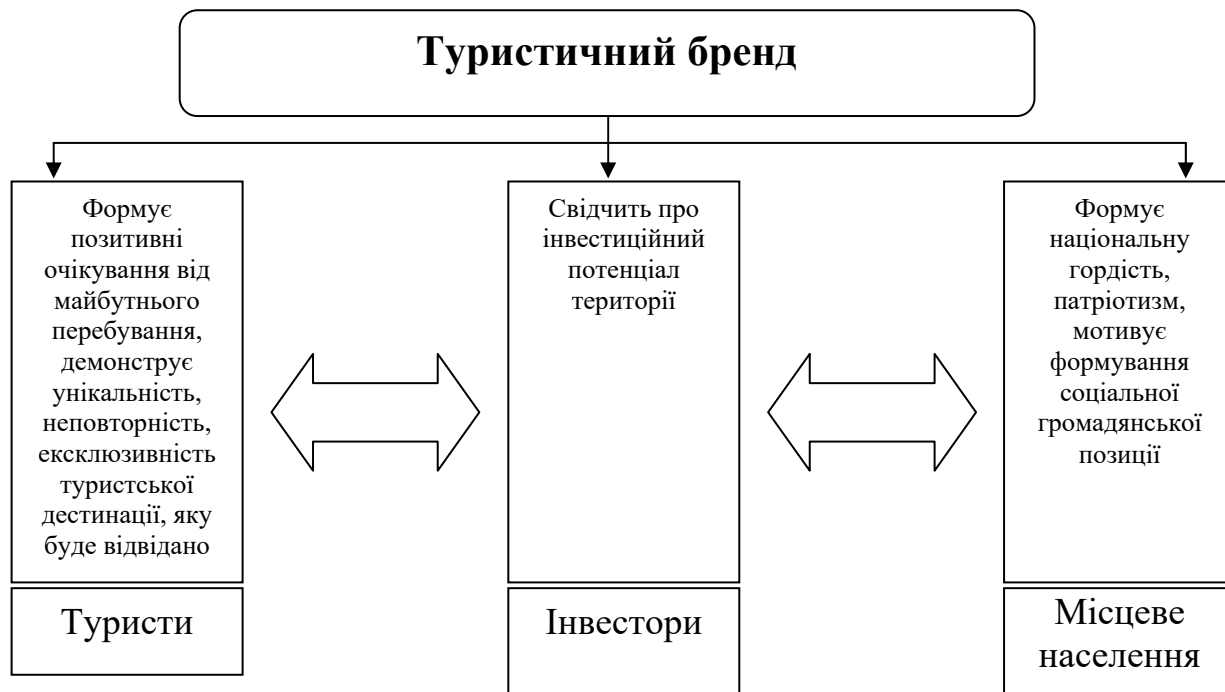 Туристичний бренд
Формує
позитивні
очікування від
майбутнього
перебування,
демонструє
унікальність,
неповторність,
ексклюзивність
туристської
дестинації, яку
буде відвідано
Туристи
Свідчить про
інвестиційний
потенціал
території
Інвестори
Формує
національну
гордість,
патріотизм,
мотивує
формування
соціальної
громадянської
позиції
Місцеве
населення